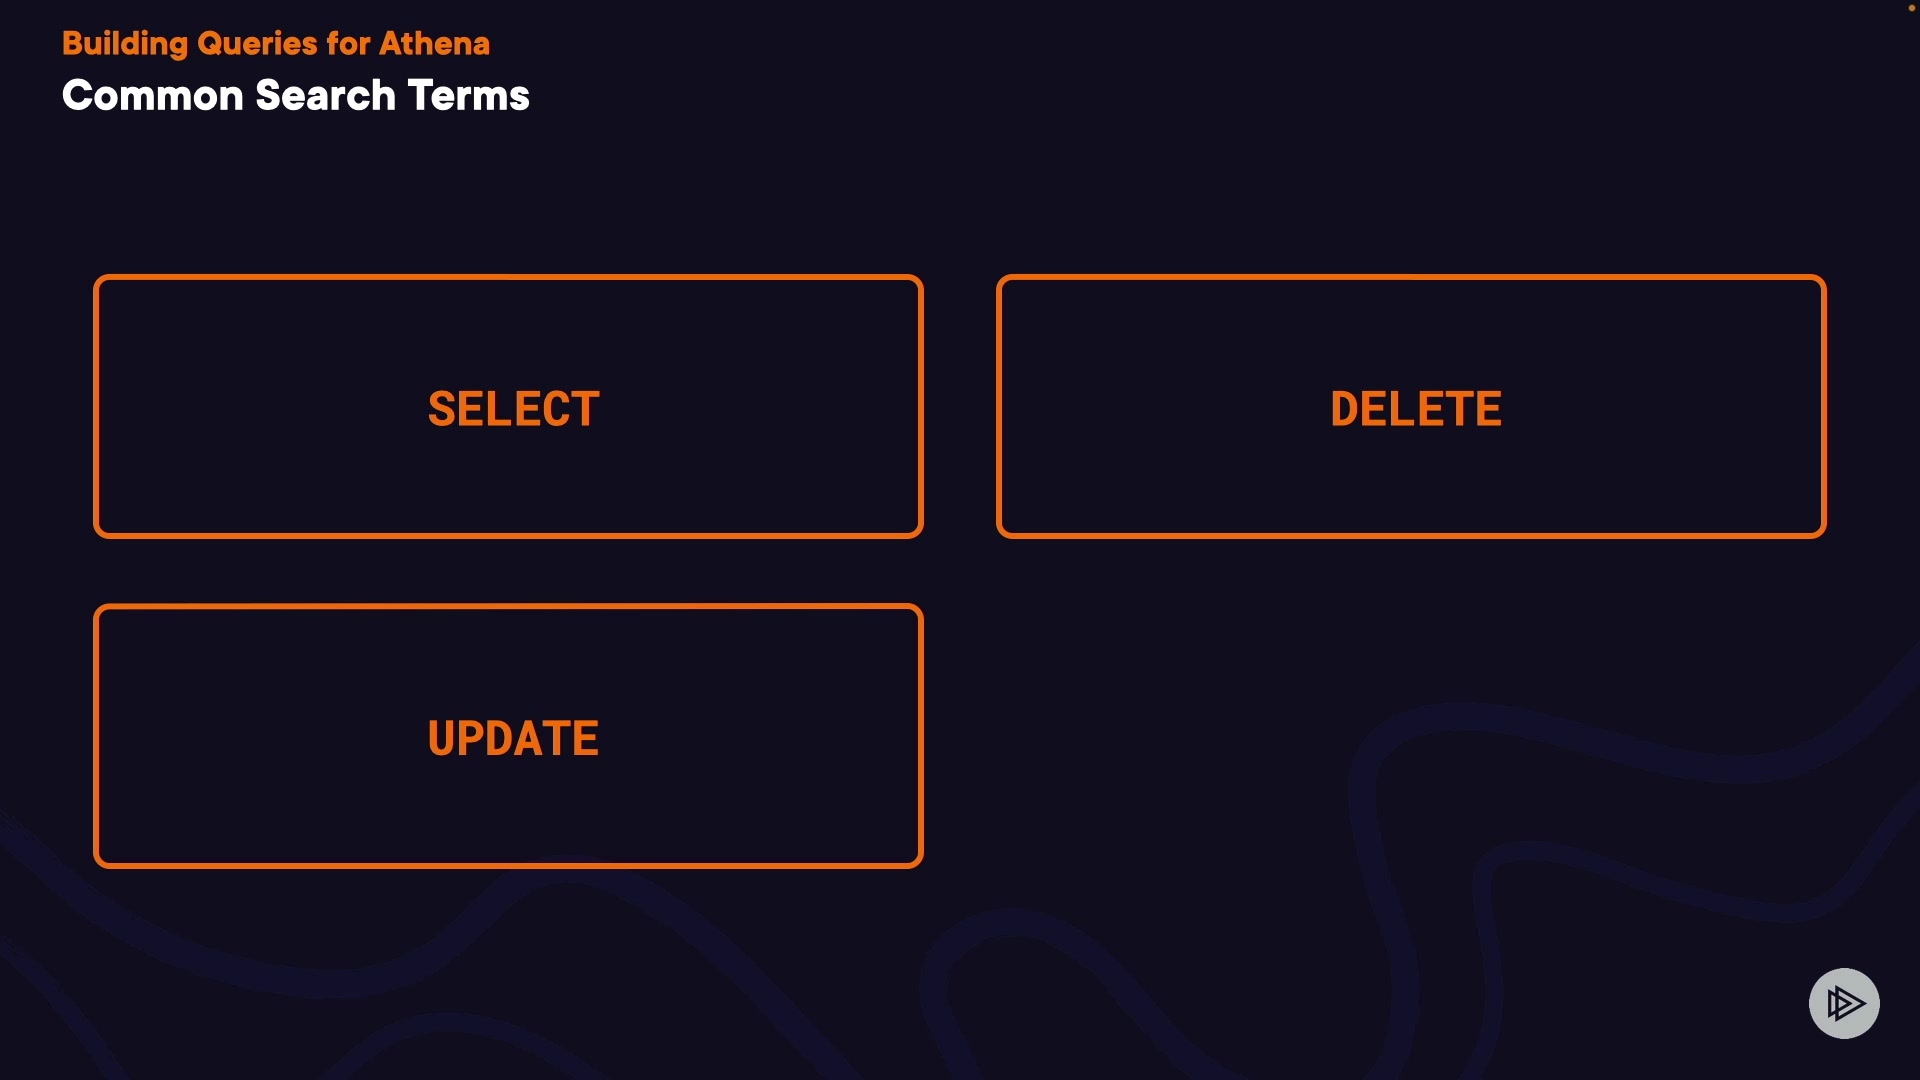 Building Queries for Athena
Common Search Terms
SELECT
DELETE
UPDATE